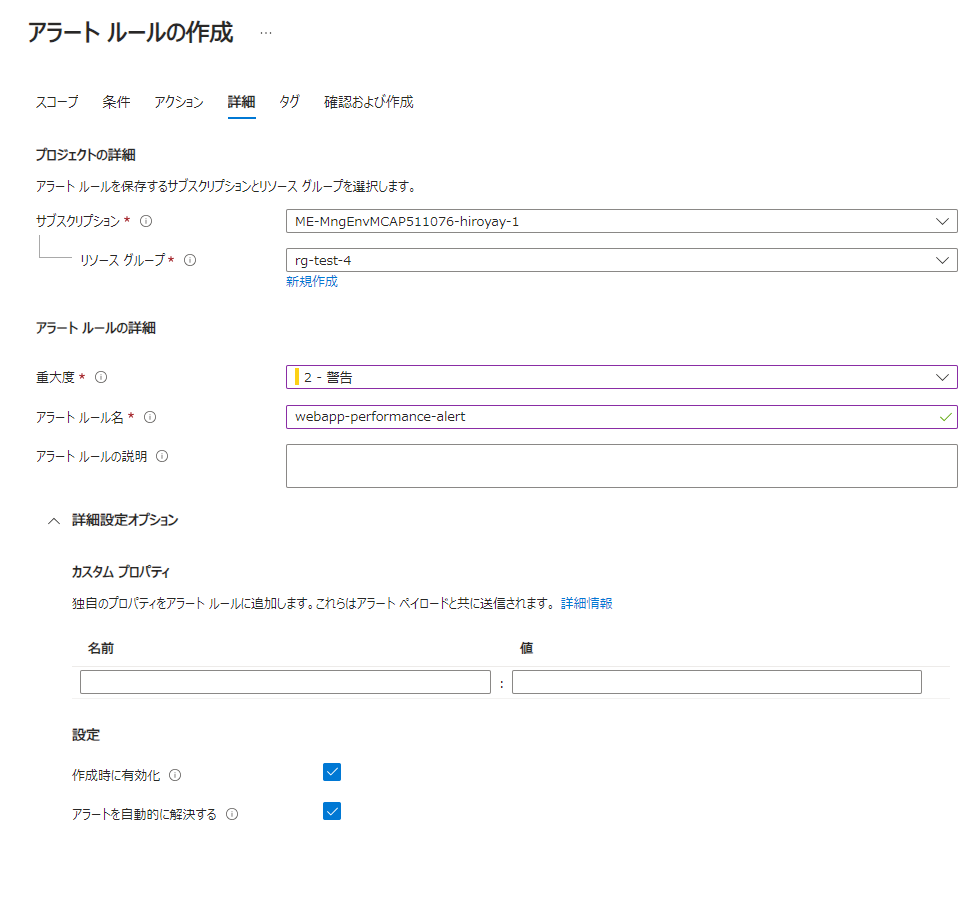 アラート ルールの作成 …
スコープ 条件 アクション 詳細 タグ 確認および作成
プロジェクトの詳細
アラート ルールを保存するサブスクリプションとリソース グループを選択します。
サブスクリプション * ME-MngEnvMCAP511076-hiroyay-1
リソース グループ * rg-test-4
新規作成
アラート ルールの詳細
重大度 * 2 - 警告
アラート ルール名 * webapp-performance-alert
アラート ルールの説明
詳細設定オプション
カスタム プロパティ
独自のプロパティをアラート ルールに追加します。これらはアラート ペイロードと共に送信されます。 詳細情報
名前 値
:
設定
作成時に有効化
アラートを自動的に解決する